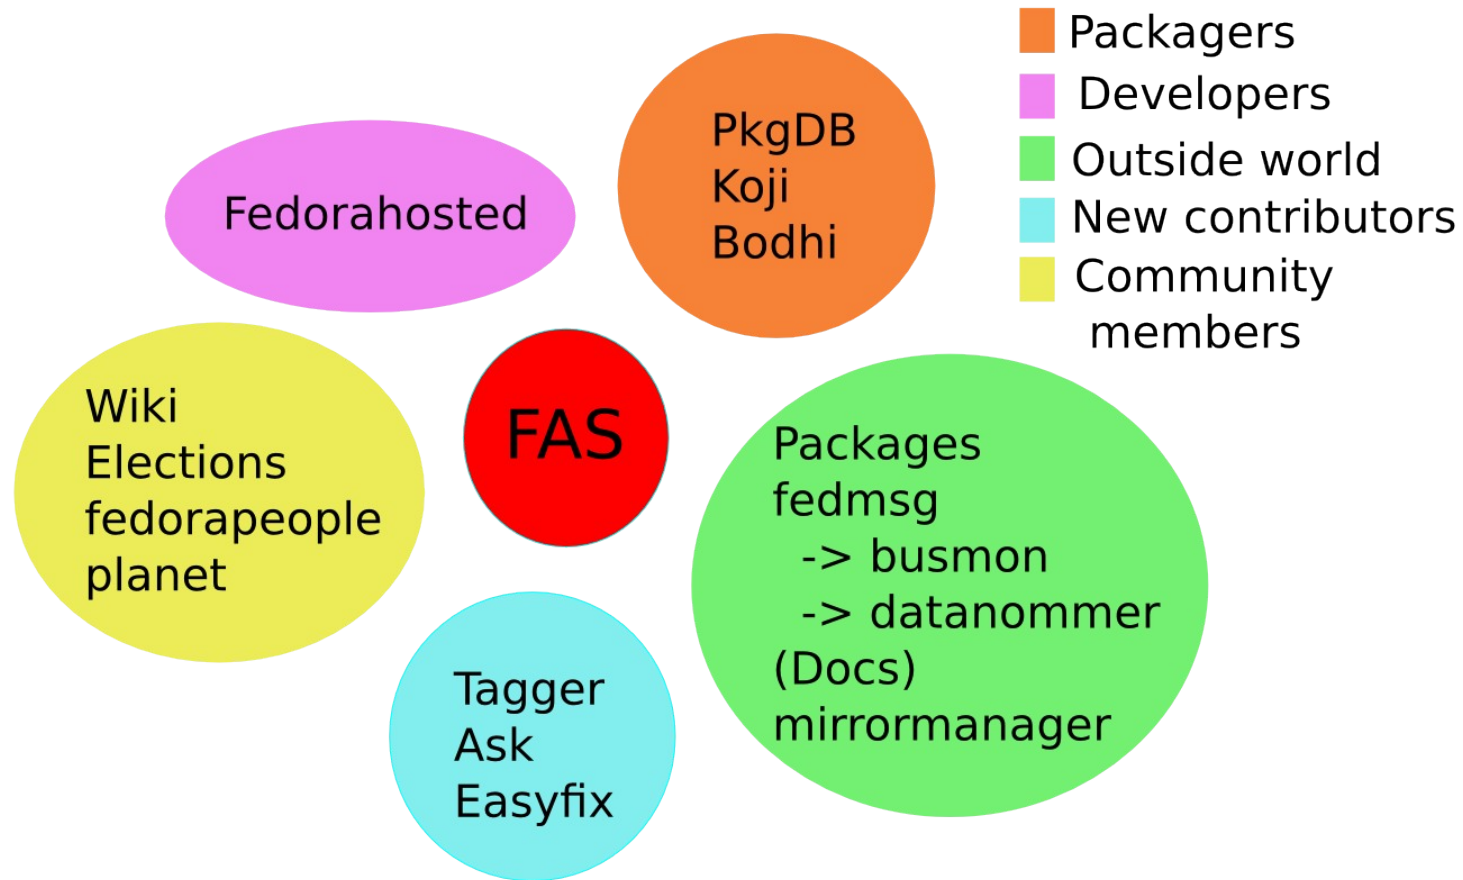 Packagers
Developers
Outside world
New contributors
Community
members
PkgDB
Koji
Bodhi
Fedorahosted
Wiki
Elections
fedorapeople
planet
FAS
Packages
fedmsg
-> busmon
-> datanommer
(Docs)
mirrormanager
Tagger
Ask
Easyfix